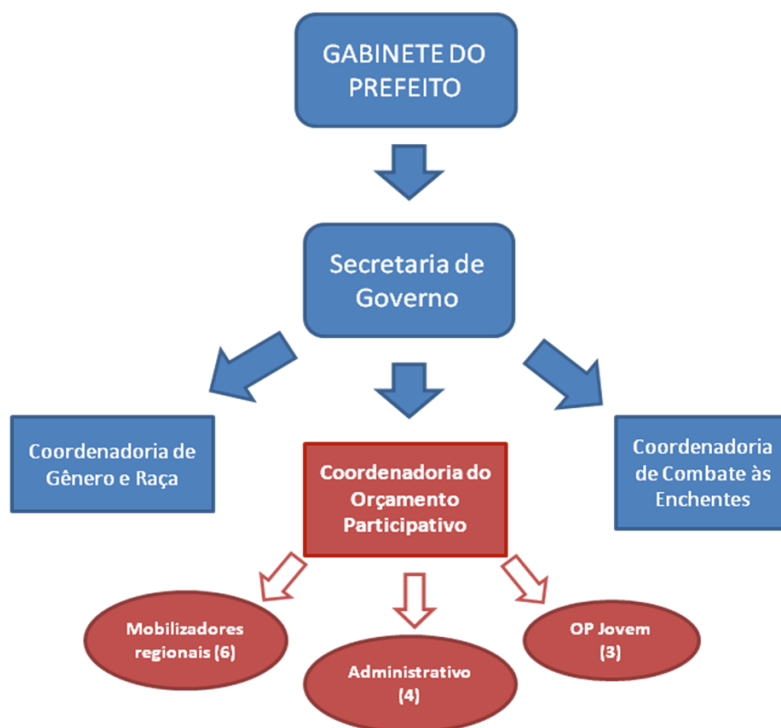 GABINETE DO
PREFEITO
Secretaria de
Governo
Coordenadoria de
Gênero e Raça
Coordenadoria do
Orçamento
Participativo
Coordenadoria
de Combate às
Enchentes
Mobilizadores
regionais (6)
Administrativo
(4)
OP Jovem
(3)